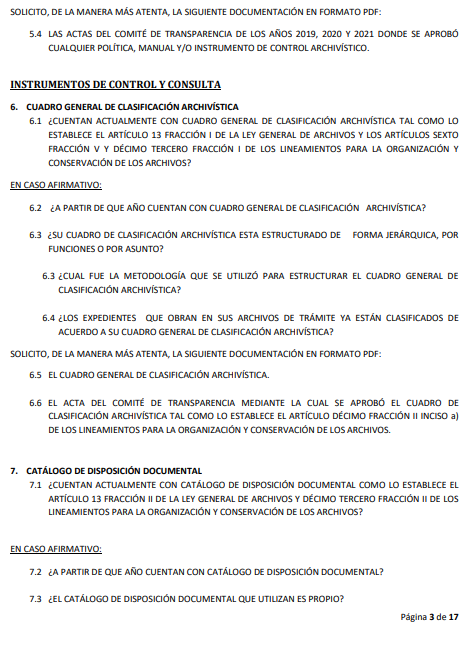 SOLICITO, DE LA MANERA MÁS ATENTA, LA SIGUIENTE DOCUMENTACIÓN EN FORMATO PDF:
5.4 LAS ACTAS DEL COMITÉ DE TRANSPARENCIA DE LOS AÑOS 2019, 2020 Y 2021 DONDE SE APROBÓ
CUALQUIER POLÍTICA, MANUAL Y/O INSTRUMENTO DE CONTROL ARCHIVÍSTICO.
INSTRUMENTOS DE CONTROL Y CONSULTA
6. CUADRO GENERAL DE CLASIFICACIÓN ARCHIVÍSTICA
6.1 ¿CUENTAN ACTUALMENTE CON CUADRO GENERAL DE CLASIFICACIÓN ARCHIVÍSTICA TAL COMO LO
ESTABLECE EL ARTÍCULO 13 FRACCIÓN I DE LA LEY GENERAL DE ARCHIVOS Y LOS ARTÍCULOS SEXTO
FRACCIÓN V Y DÉCIMO TERCERO FRACCIÓN I DE LOS LINEAMIENTOS PARA LA ORGANIZACIÓN Y
CONSERVACIÓN DE LOS ARCHIVOS?
EN CASO AFIRMATIVO:
6.2 ¿A PARTIR DE QUE AÑO CUENTAN CON CUADRO GENERAL DE CLASIFICACIÓN ARCHIVÍSTICA?
6.3 ¿SU CUADRO DE CLASIFICACIÓN ARCHIVÍSTICA ESTA ESTRUCTURADO DE FORMA JERÁRQUICA, POR
FUNCIONES O POR ASUNTO?
6.3 ¿CUAL FUE LA METODOLOGÍA QUE SE UTILIZÓ PARA ESTRUCTURAR EL CUADRO GENERAL DE
CLASIFICACIÓN ARCHIVÍSTICA?
6.4 ¿LOS EXPEDIENTES QUE OBRAN EN SUS ARCHIVOS DE TRÁMITE YA ESTÁN CLASIFICADOS DE
ACUERDO A SU CUADRO GENERAL DE CLASIFICACIÓN ARCHIVÍSTICA?
SOLICITO, DE LA MANERA MÁS ATENTA, LA SIGUIENTE DOCUMENTACIÓN EN FORMATO PDF:
6.5 EL CUADRO GENERAL DE CLASIFICACIÓN ARCHIVÍSTICA.
6.6 EL ACTA DEL COMITÉ DE TRANSPARENCIA MEDIANTE LA CUAL SE APROBÓ EL CUADRO DE
CLASIFICACIÓN ARCHIVÍSTICA TAL COMO LO ESTABLECE EL ARTÍCULO DÉCIMO FRACCIÓN II INCISO a)
DE LOS LINEAMIENTOS PARA LA ORGANIZACIÓN Y CONSERVACIÓN DE LOS ARCHIVOS.
7. CATÁLOGO DE DISPOSICIÓN DOCUMENTAL
7.1 ¿CUENTAN ACTUALMENTE CON CATÁLOGO DE DISPOSICIÓN DOCUMENTAL COMO LO ESTABLECE EL
ARTÍCULO 13 FRACCIÓN II DE LA LEY GENERAL DE ARCHIVOS Y DÉCIMO TERCERO FRACCIÓN II DE LOS
LINEAMIENTOS PARA LA ORGANIZACIÓN Y CONSERVACIÓN DE LOS ARCHIVOS?
EN CASO AFIRMATIVO:
7.2 ¿A PARTIR DE QUE AÑO CUENTAN CON CATÁLOGO DE DISPOSICIÓN DOCUMENTAL?
7.3 ¿EL CATÁLOGO DE DISPOSICIÓN DOCUMENTAL QUE UTILIZAN ES PROPIO?
Página 3 de 17